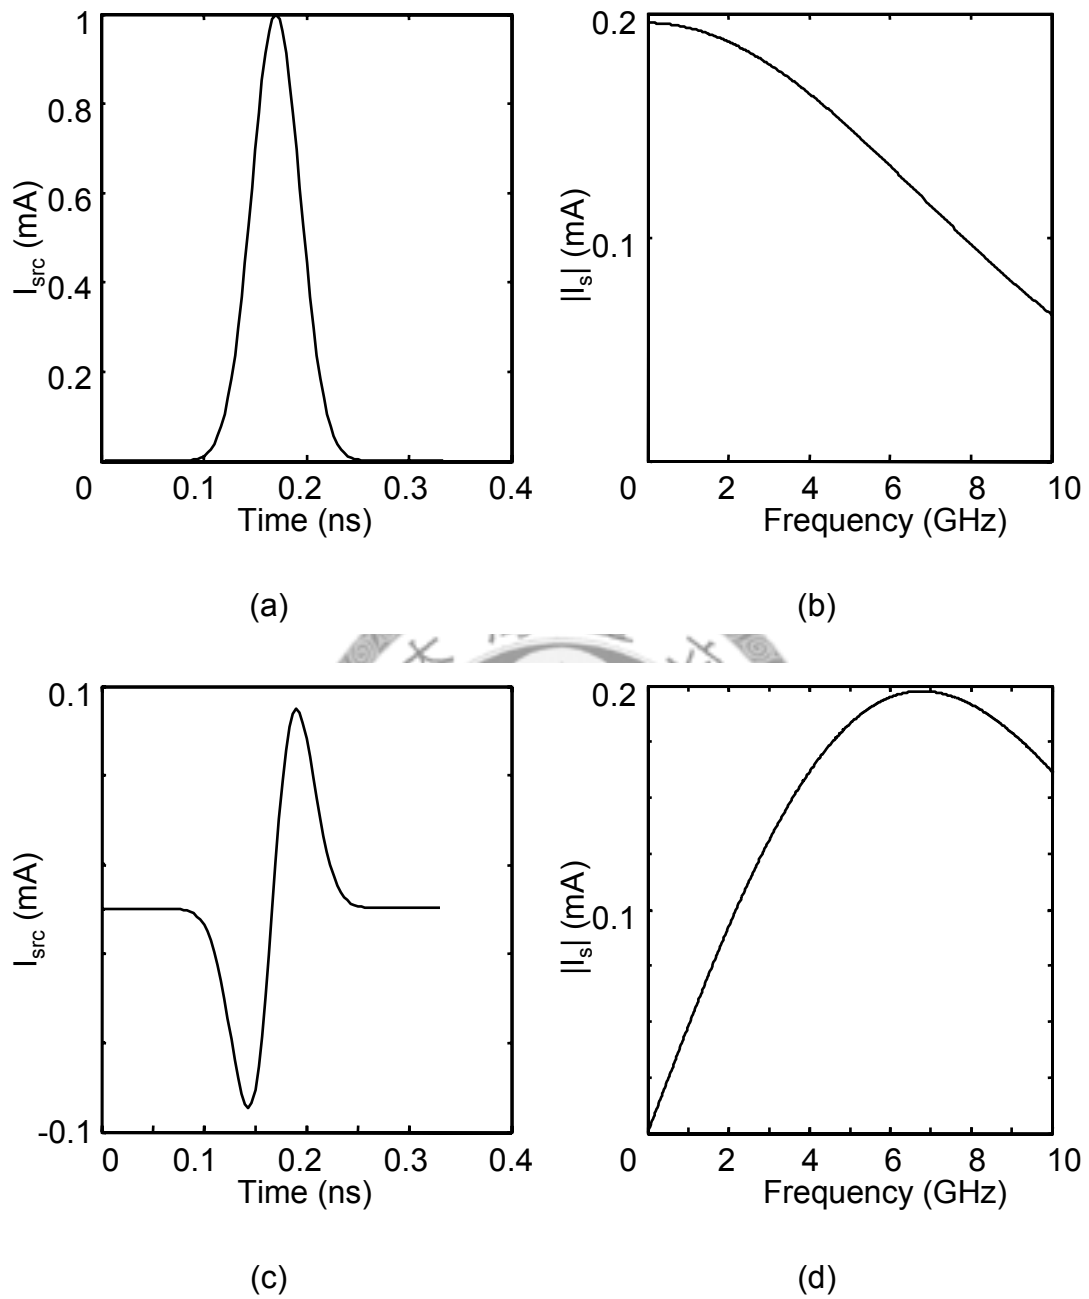 1
0.8
0.6
0.4
0.2
I_src (mA)
0 0.1 0.2 0.3 0.4
Time (ns)
(a)
0.2
0.1
|I_s| (mA)
0 2 4 6 8 10
Frequency (GHz)
(b)
0.1
-0.1
I_src (mA)
0 0.1 0.2 0.3 0.4
Time (ns)
(c)
0.2
0.1
|I_s| (mA)
0 2 4 6 8 10
Frequency (GHz)
(d)